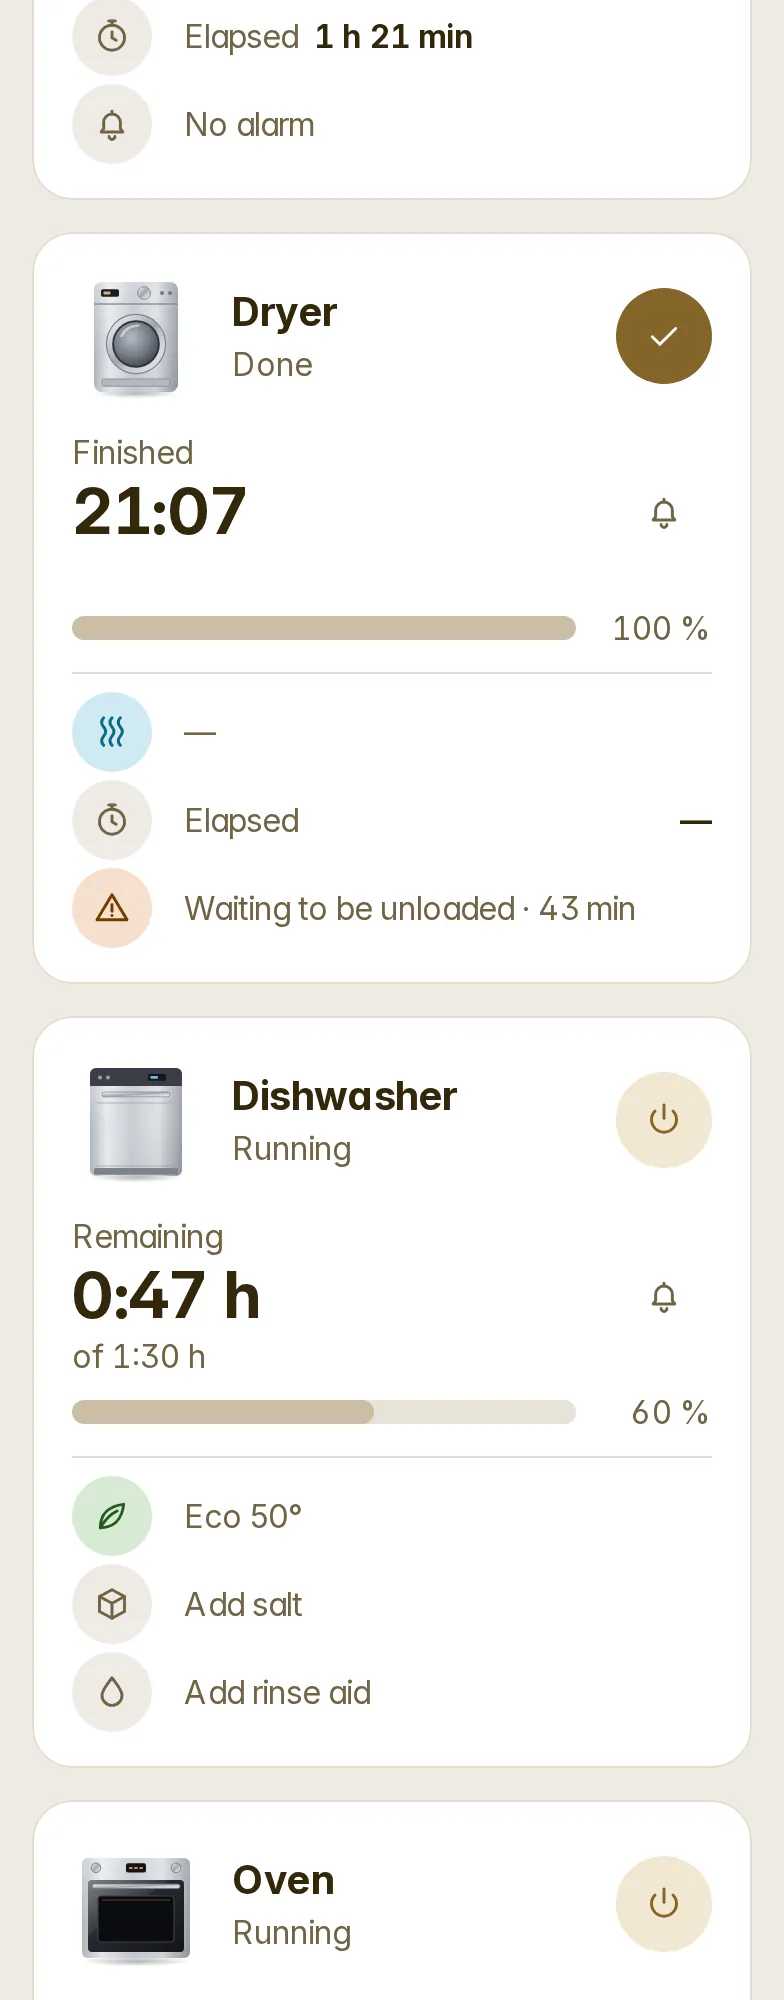 Elapsed 1 h 21 min
No alarm
Dryer
Done
Finished
21:07
100 %
—
Elapsed —
Waiting to be unloaded · 43 min
Dishwasher
Running
Remaining
0:47 h
of 1:30 h
60 %
Eco 50°
Add salt
Add rinse aid
Oven
Running